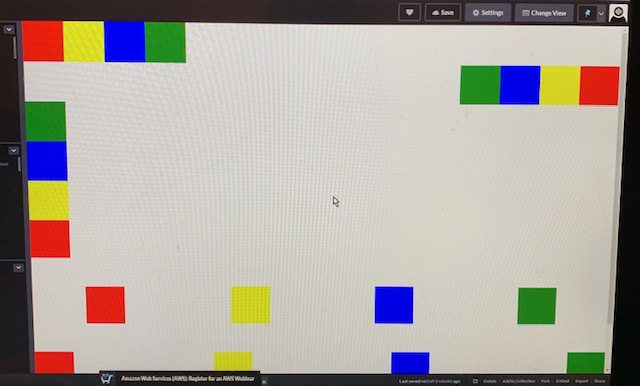 Save
Settings
Change View
Amazon Web Services (AWS): Register for an AWS Webinar
Last saved ABOUT 5 HOURS ago
Delete
Add to Collection
Fork
Embed
Export
Share